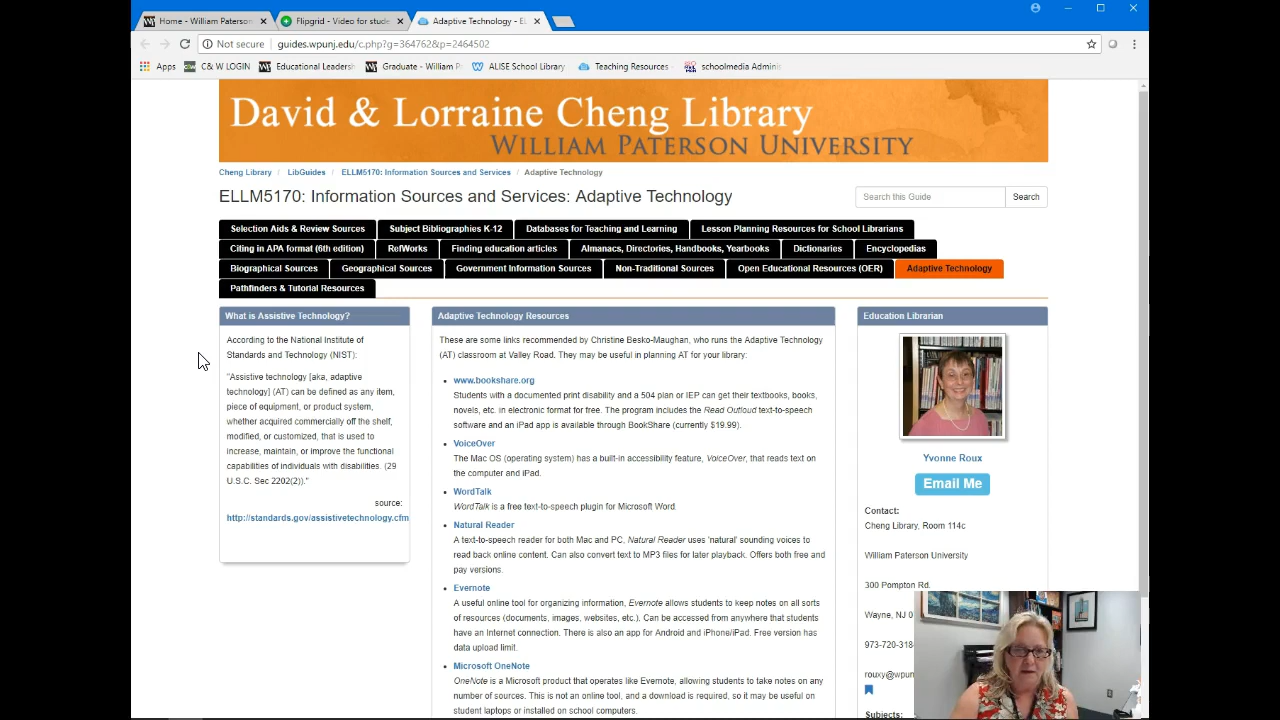 Home - William Paterson
Flipgrid - Video for stude
Adaptive Technology - EL
Not secure
guides.wpunj.edu/c.php?g=364762&p=2464502
Apps
C & W LOGIN
Educational Leadersh
Graduate - William P
ALISE School Library
Teaching Resources
schoolmedia Admini
David & Lorraine Cheng Library
WILLIAM PATERSON UNIVERSITY
Cheng Library / LibGuides / ELLM5170: Information Sources and Services / Adaptive Technology
ELLM5170: Information Sources and Services: Adaptive Technology
Search this Guide
Search
Selection Aids & Review Sources
Subject Bibliographies K-12
Databases for Teaching and Learning
Lesson Planning Resources for School Librarians
Citing in APA format (6th edition)
RefWorks
Finding education articles
Almanacs, Directories, Handbooks, Yearbooks
Dictionaries
Encyclopedias
Biographical Sources
Geographical Sources
Government Information Sources
Non-Traditional Sources
Open Educational Resources (OER)
Adaptive Technology
Pathfinders & Tutorial Resources
What is Assistive Technology?
According to the National Institute of
Standards and Technology (NIST):
"Assistive technology [aka, adaptive
technology] (AT) can be defined as any item,
piece of equipment, or product system,
whether acquired commercially off the shelf,
modified, or customized, that is used to
increase, maintain, or improve the functional
capabilities of individuals with disabilities. (29
U.S.C. Sec 2202(2))."
source:
http://standards.gov/assistivetechnology.cfm
Adaptive Technology Resources
These are some links recommended by Christine Besko-Maughan, who runs the Adaptive Technology
(AT) classroom at Valley Road. They may be useful in planning AT for your library:
www.bookshare.org
Students with a documented print disability and a 504 plan or IEP can get their textbooks, books,
novels, etc. in electronic format for free. The program includes the Read Outloud text-to-speech
software and an iPad app is available through BookShare (currently $19.99).
VoiceOver
The Mac OS (operating system) has a built-in accessibility feature, VoiceOver, that reads text on
the computer and iPad.
WordTalk
WordTalk is a free text-to-speech plugin for Microsoft Word.
Natural Reader
A text-to-speech reader for both Mac and PC, Natural Reader uses 'natural' sounding voices to
read back online content. Can also convert text to MP3 files for later playback. Offers both free and
pay versions.
Evernote
A useful online tool for organizing information, Evernote allows students to keep notes on all sorts
of resources (documents, images, websites, etc.). Can be accessed from anywhere that students
have an Internet connection. There is also an app for Android and iPhone/iPad. Free version has
data upload limit.
Microsoft OneNote
OneNote is a Microsoft product that operates like Evernote, allowing students to take notes on any
number of sources. This is not an online tool, and a download is required, so it may be useful on
student laptops or installed on school computers.
Education Librarian
Yvonne Roux
Email Me
Contact:
Cheng Library, Room 114c
William Paterson University
300 Pompton Rd.
Wayne, NJ 0
973-720-318
rouxy@wpun
Subjects: